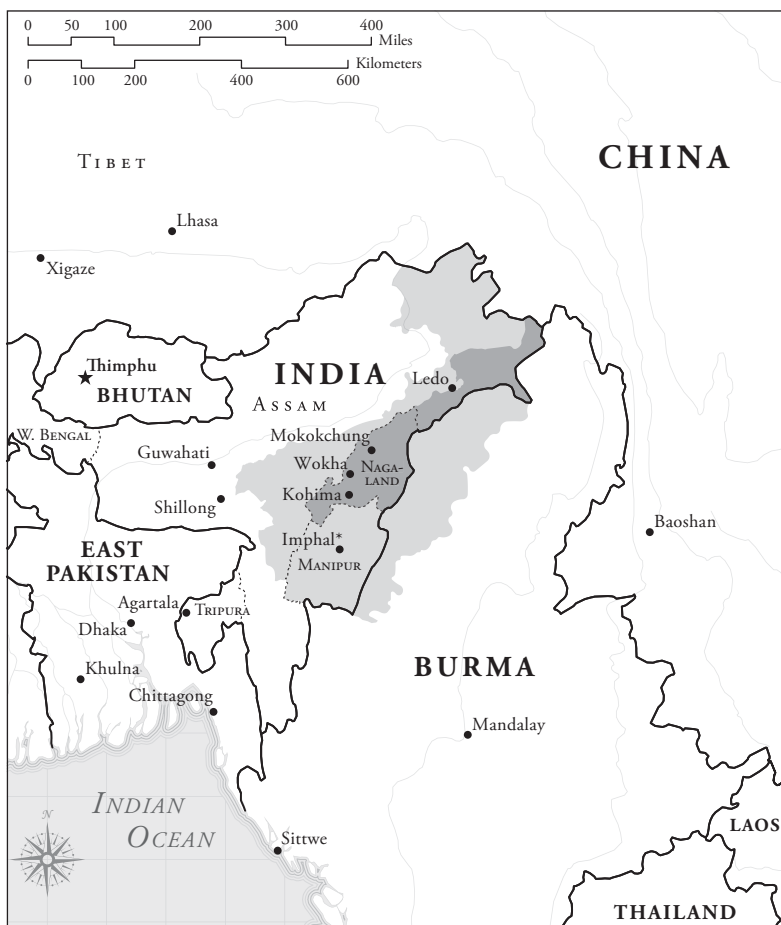 0 50 100 200 300 400
Miles
Kilometers
0 100 200 400 600
TIBET
CHINA
Lhasa
Xigaze
Thimphu
BHUTAN
INDIA
Ledo
ASSAM
W. BENGAL
Mokokchung
Guwahati
Wokha
NAGA-
LAND
Kohima
Shillong
Baoshan
Imphal*
MANIPUR
EAST
PAKISTAN
Agartala
TRIPURA
Dhaka
BURMA
Khulna
Chittagong
Mandalay
INDIAN
OCEAN
N
LAOS
Sittwe
THAILAND